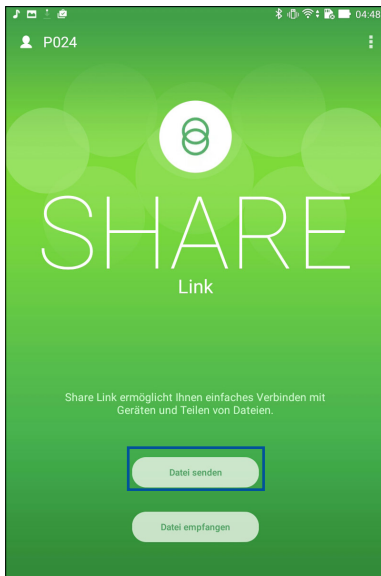 04:48
P024
SHARE
Link
Share Link ermöglicht Ihnen einfaches Verbinden mit
Geräten und Teilen von Dateien.
Datei senden
Datei empfangen